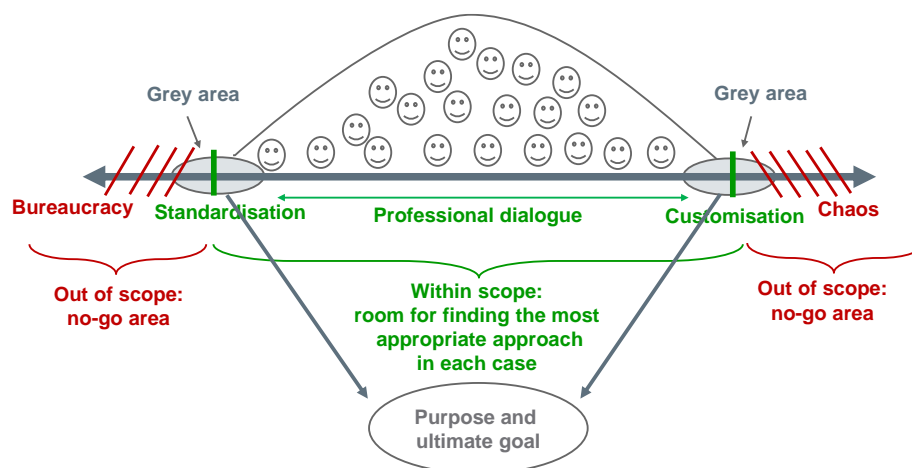 Grey area
Grey area
Bureaucracy
Standardisation
Professional dialogue
Customisation
Chaos
Out of scope:
no-go area
Within scope:
room for finding the most
appropriate approach
in each case
Out of scope:
no-go area
Purpose and
ultimate goal